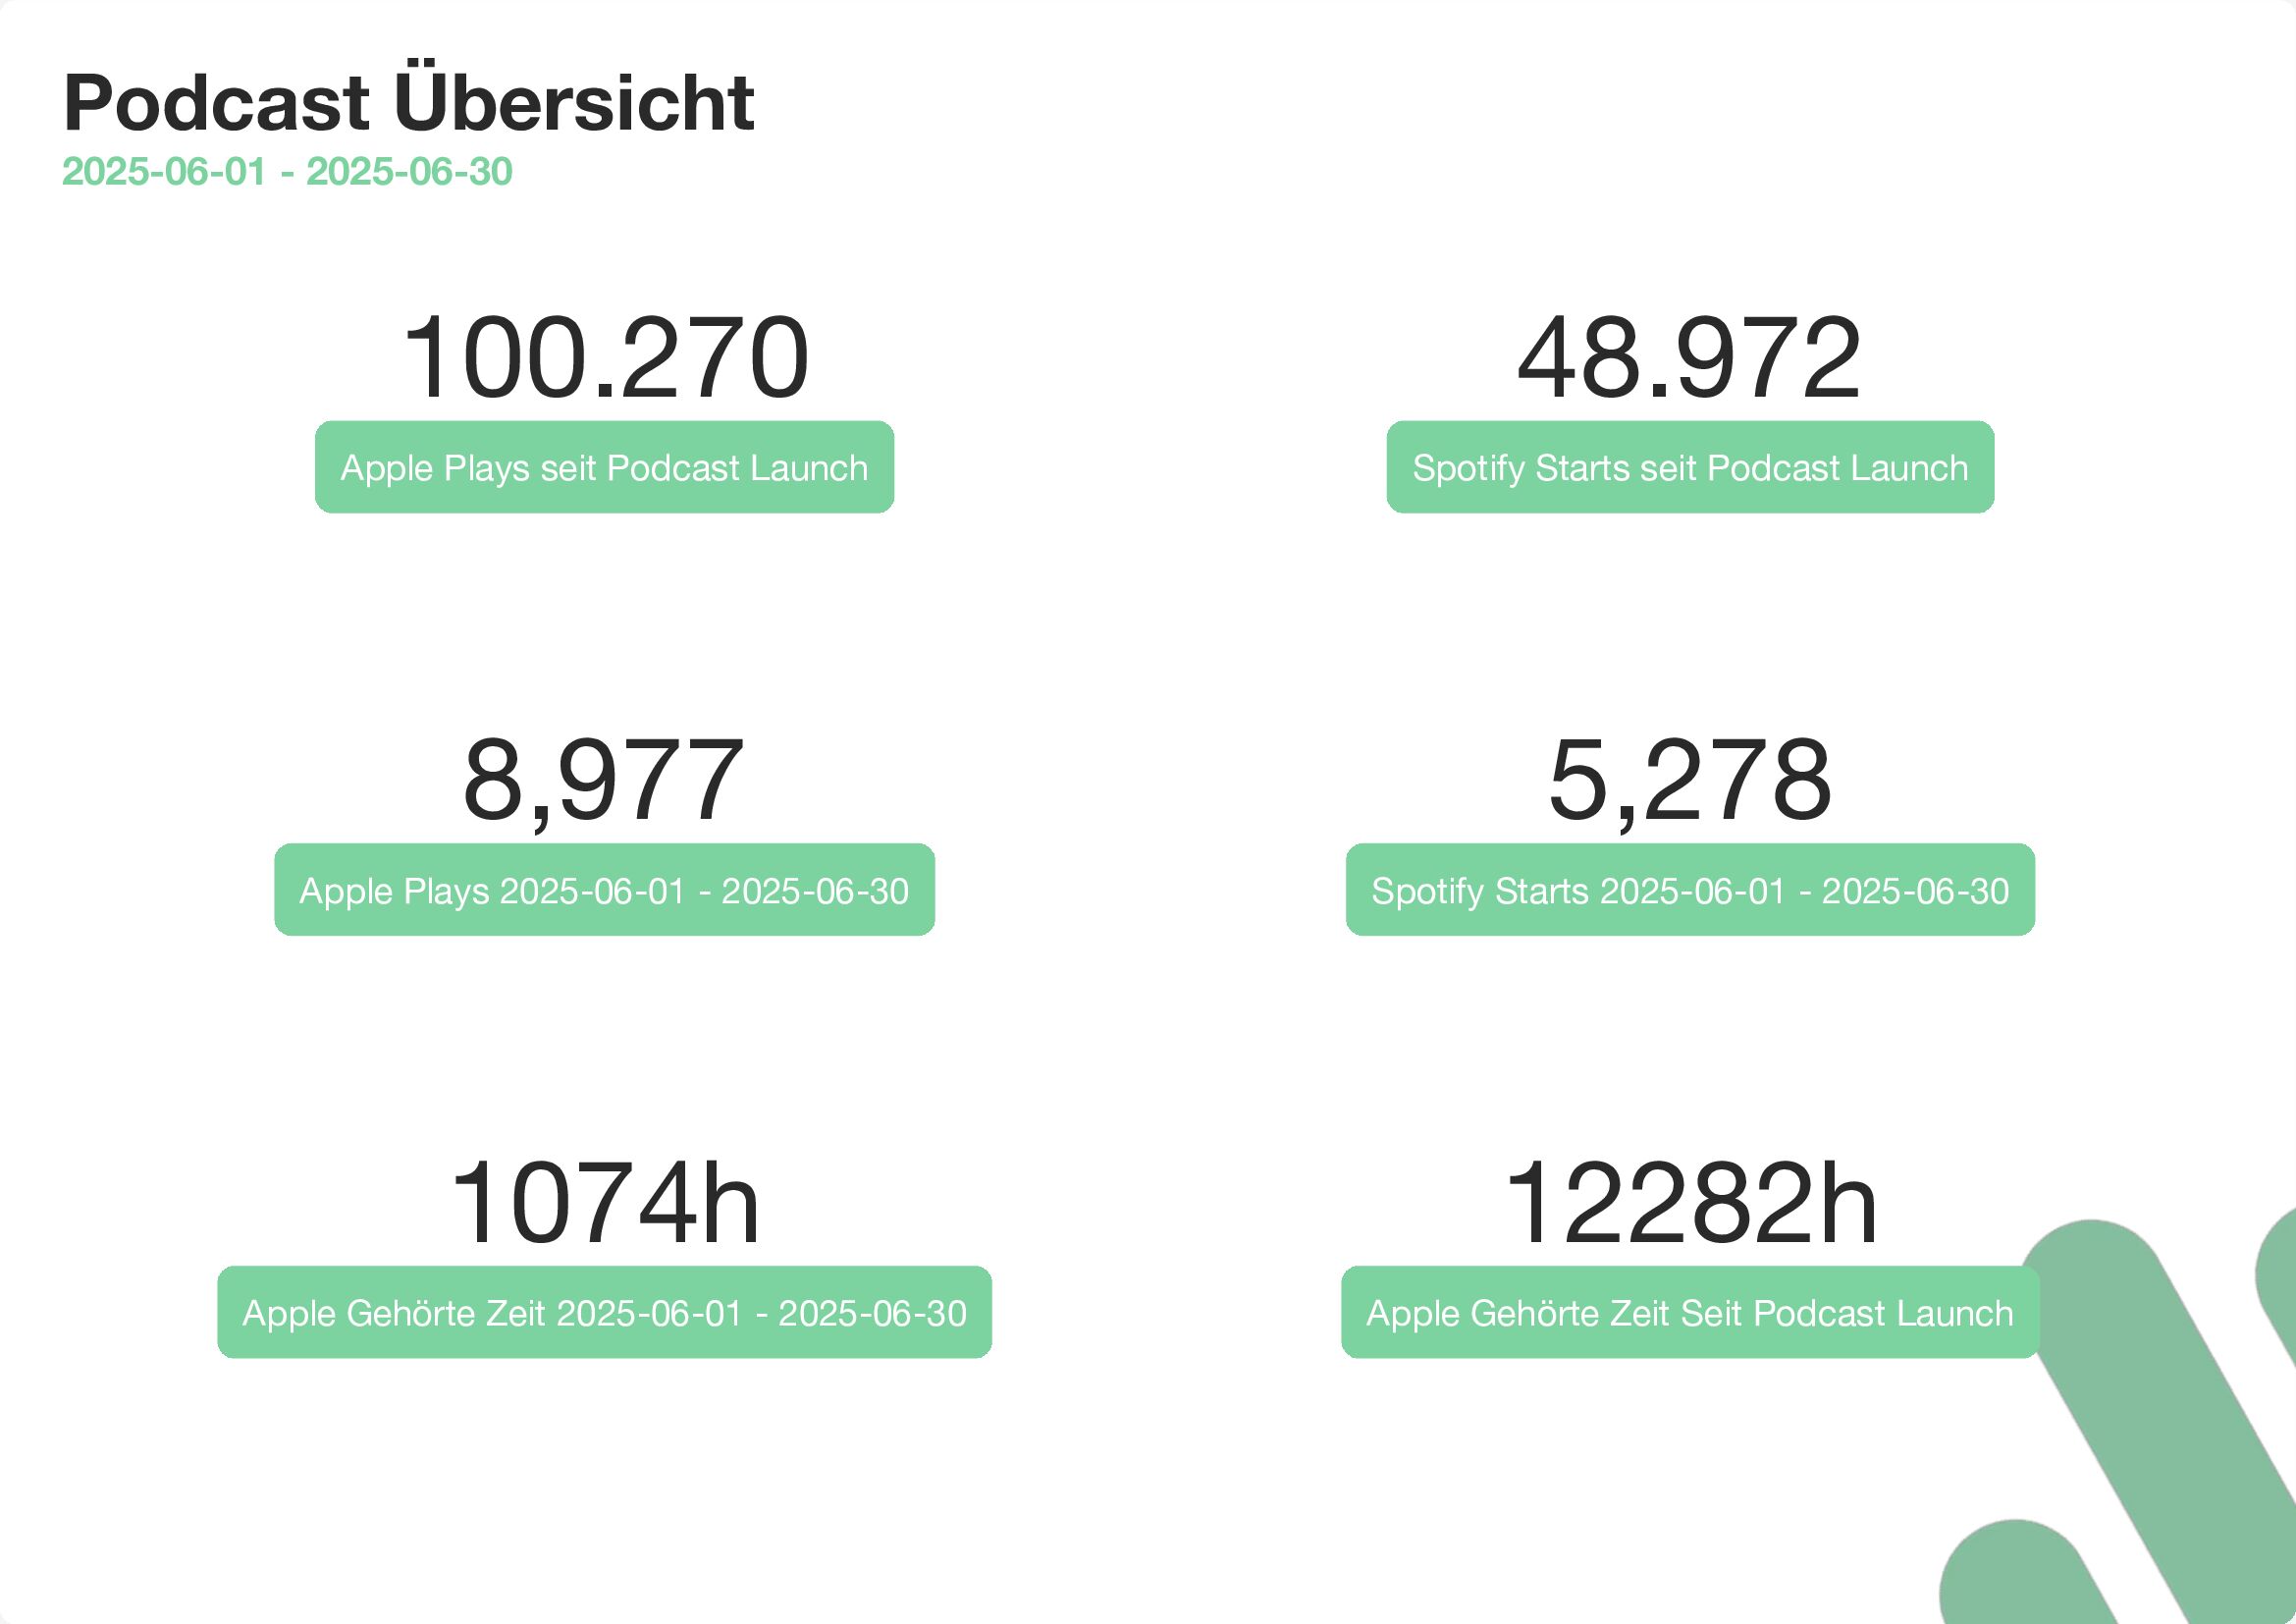 Podcast Übersicht
2025-06-01 - 2025-06-30
100.270
Apple Plays seit Podcast Launch
48.972
Spotify Starts seit Podcast Launch
8,977
Apple Plays 2025-06-01 - 2025-06-30
5,278
Spotify Starts 2025-06-01 - 2025-06-30
1074h
Apple Gehörte Zeit 2025-06-01 - 2025-06-30
12282h
Apple Gehörte Zeit Seit Podcast Launch